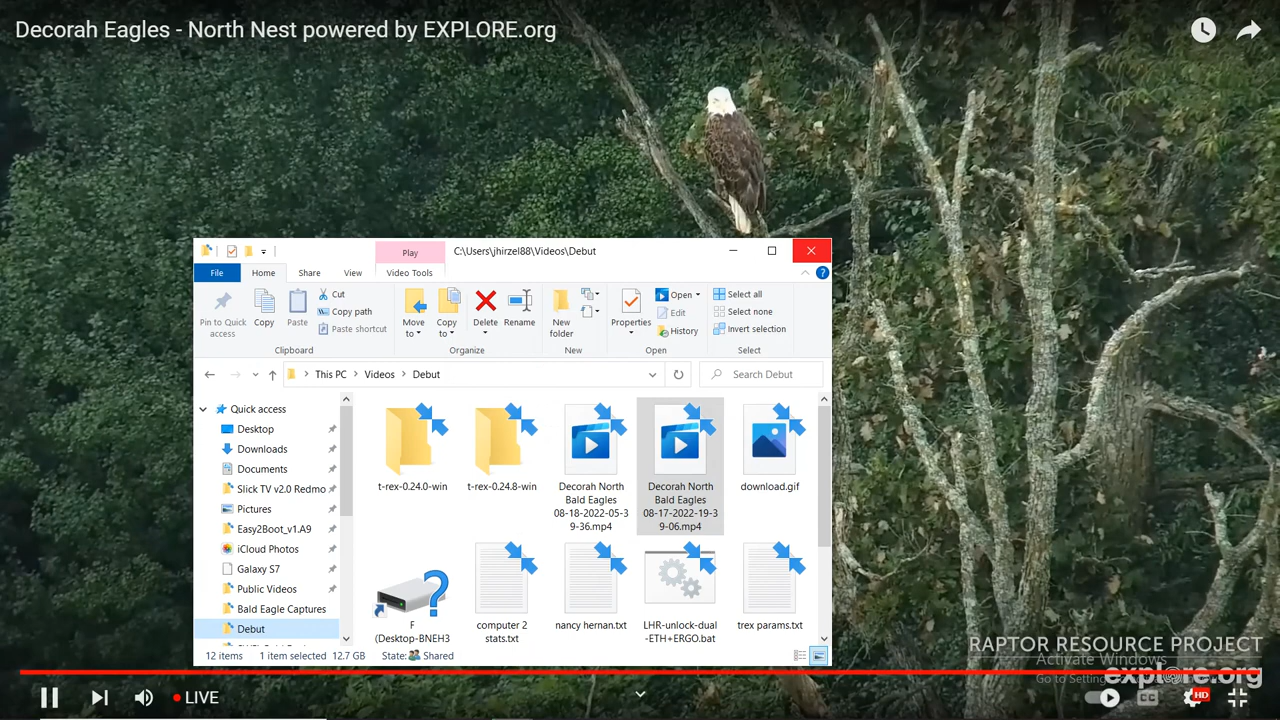 Decorah Eagles - North Nest powered by EXPLORE.org
Play
C:\Users\jhirzel88\Videos\Debut
File
Home
Share
View
Video Tools
Pin to Quick
access
Copy
Paste
Cut
Copy path
Paste shortcut
Clipboard
Move
to
Copy
to
Delete
Rename
Organize
New
folder
New
Properties
Open
Edit
History
Open
Select all
Select none
Invert selection
Select
This PC
Videos
Debut
Search Debut
Quick access
Desktop
Downloads
Documents
Slick TV v2.0 Redmo
Pictures
Easy2Boot_v1.A9
iCloud Photos
Galaxy S7
Public Videos
Bald Eagle Captures
Debut
t-rex-0.24.0-win
t-rex-0.24.8-win
Decorah North
Bald Eagles
08-18-2022-05-3
9-36.mp4
Decorah North
Bald Eagles
08-17-2022-19-3
9-06.mp4
download.gif
F
(Desktop-BNEH3
computer 2
stats.txt
nancy hernan.txt
LHR-unlock-dual
-ETH+ERGO.bat
trex params.txt
12 items
1 item selected
12.7 GB
State:
Shared
RAPTOR RESOURCE PROJECT
Activate Windows
Go to Setting
explore.org
LIVE
CC
HD